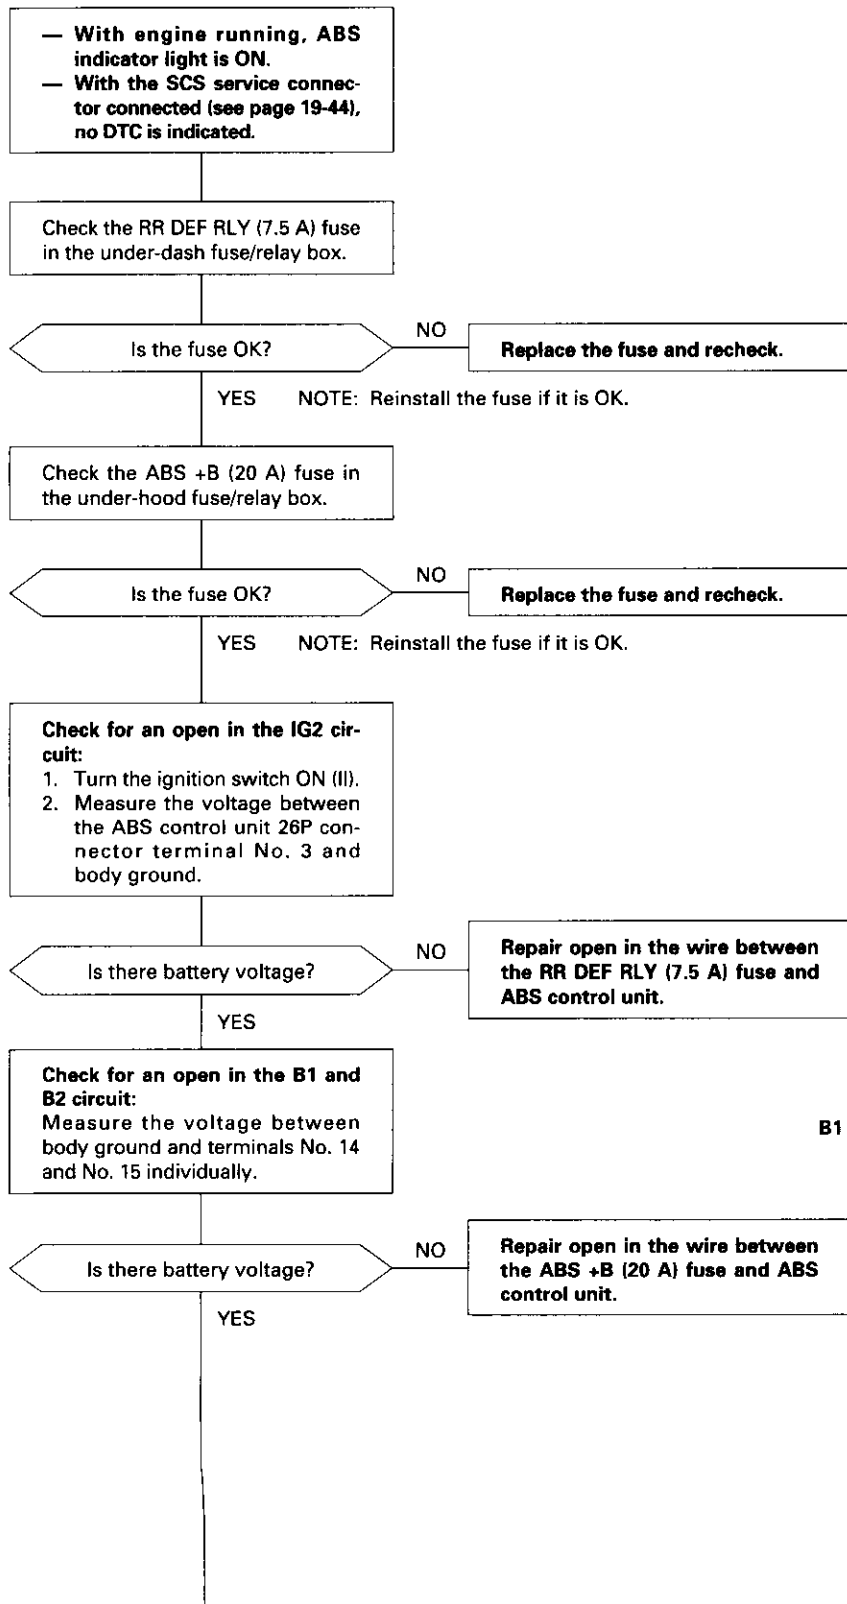 — With engine running, ABS
indicator light is ON.
— With the SCS service connec-
tor connected (see page 19-44),
no DTC is indicated.
Check the RR DEF RLY (7.5 A) fuse
in the under-dash fuse/relay box.
Is the fuse OK?
NO
Replace the fuse and recheck.
YES
NOTE: Reinstall the fuse if it is OK.
Check the ABS +B (20 A) fuse in
the under-hood fuse/relay box.
Is the fuse OK?
NO
Replace the fuse and recheck.
YES
NOTE: Reinstall the fuse if it is OK.
Check for an open in the IG2 cir-
cuit:
1. Turn the ignition switch ON (II).
2. Measure the voltage between
the ABS control unit 26P con-
nector terminal No. 3 and
body ground.
Is there battery voltage?
NO
Repair open in the wire between
the RR DEF RLY (7.5 A) fuse and
ABS control unit.
YES
Check for an open in the B1 and
B2 circuit:
Measure the voltage between
body ground and terminals No. 14
and No. 15 individually.
B1
Is there battery voltage?
NO
Repair open in the wire between
the ABS +B (20 A) fuse and ABS
control unit.
YES